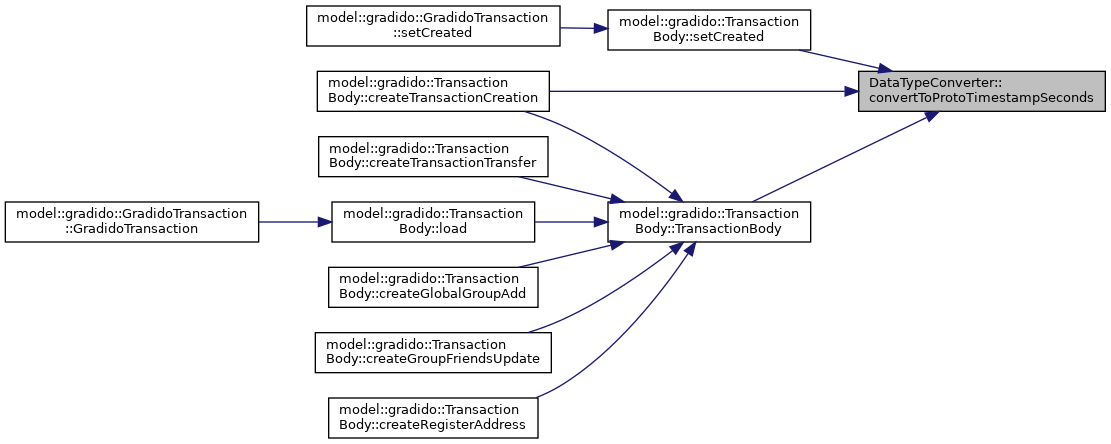 model::gradido::GradidoTransaction
::setCreated
model::gradido::Transaction
Body::setCreated
DataTypeConverter::
convertToProtoTimestampSeconds
model::gradido::Transaction
Body::createTransactionCreation
model::gradido::Transaction
Body::createTransactionTransfer
model::gradido::GradidoTransaction
::GradidoTransaction
model::gradido::Transaction
Body::load
model::gradido::Transaction
Body::TransactionBody
model::gradido::Transaction
Body::createGlobalGroupAdd
model::gradido::Transaction
Body::createGroupFriendsUpdate
model::gradido::Transaction
Body::createRegisterAddress